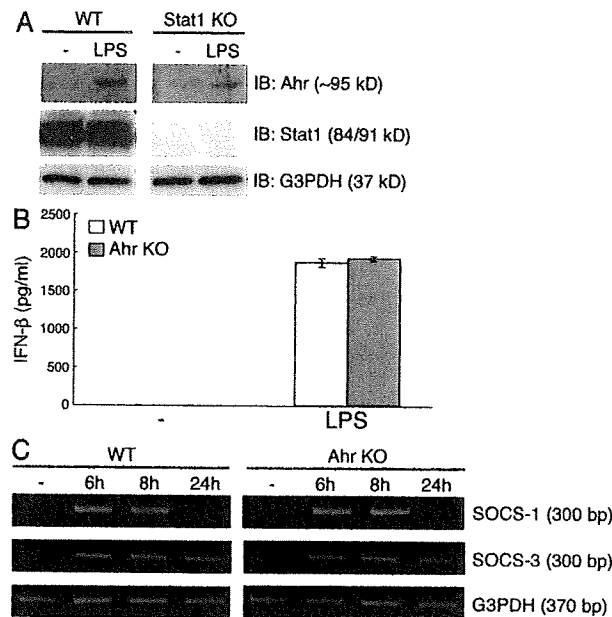 A
WT Stat1 KO
- LPS - LPS
IB: Ahr (~95 kD)
IB: Stat1 (84/91 kD)
IB: G3PDH (37 kD)
B
2500
2000
1500
1000
500
0
IFN-β (pg/ml)
WT
Ahr KO
- LPS
C
WT Ahr KO
- 6h 8h 24h - 6h 8h 24h
SOCS-1 (300 bp)
SOCS-3 (300 bp)
G3PDH (370 bp)